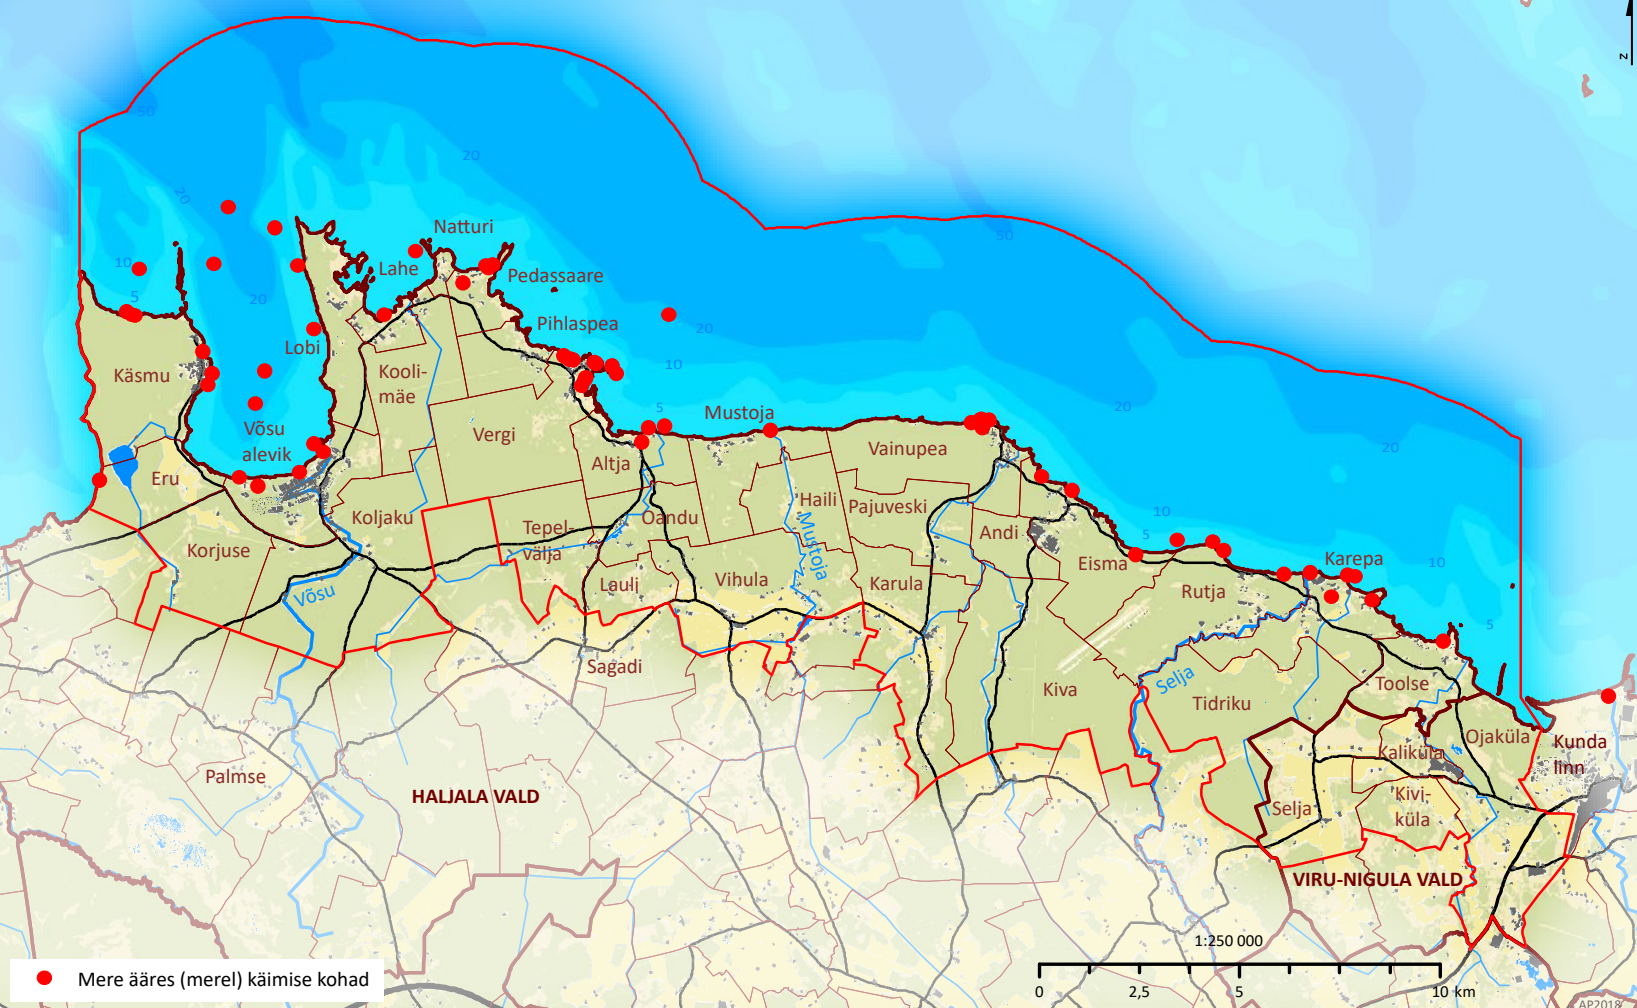 N
50
20
20
50
10
5
20
Natturi
Lahe
Pedassaare
Pihlaspea
20
Lobi
Käsmu
Kooli-
mäe
10
5
Mustoja
20
20
Võsu
alevik
Vergi
Vainupea
Altja
Eru
Haili
Pajuveski
Koljaku
Tepel-
välja
Oandu
Mustoja
Andi
10
5
Korjuse
Lauli
Vihula
Karula
Eisma
Karepa
10
Rutja
Võsu
5
Sagadi
Kiva
Selja
Toolse
Tidriku
Ojaküla
Kunda
linn
Kaliküla
Palmse
HALJALA VALD
Selja
Kivi-
küla
VIRU-NIGULA VALD
1:250 000
Mere ääres (merel) käimise kohad
0
2,5
5
10 km
AP2018